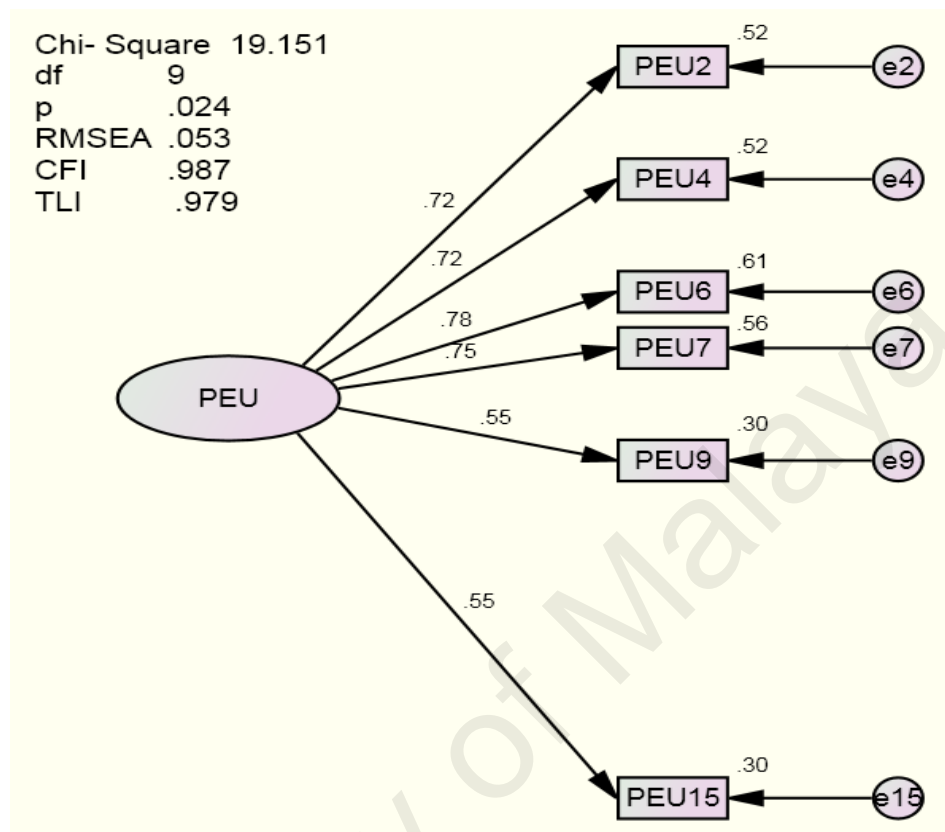 Chi- Square 19.151
df 9
p .024
RMSEA .053
CFI .987
TLI .979
.52
PEU2
e2
.72
.52
PEU4
e4
.72
.61
PEU6
e6
.78
.56
PEU7
e7
.75
PEU
.55
.30
PEU9
e9
.55
.30
PEU15
e15
y of Malaya